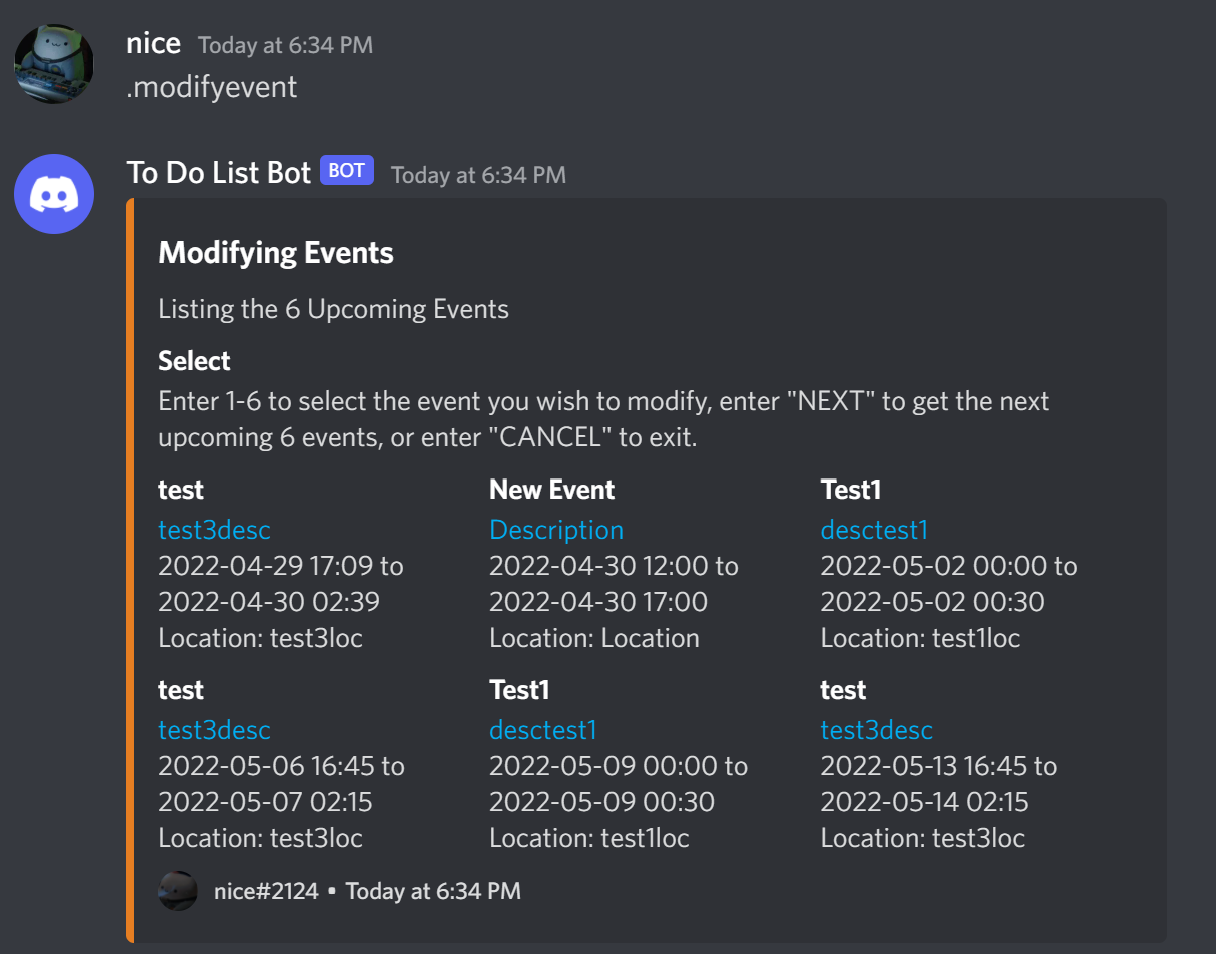 nice Today at 6:34 PM
.modifyevent
To Do List Bot BOT Today at 6:34 PM
Modifying Events
Listing the 6 Upcoming Events
Select
Enter 1-6 to select the event you wish to modify, enter "NEXT" to get the next
upcoming 6 events, or enter "CANCEL" to exit.
test
test3desc
2022-04-29 17:09 to
2022-04-30 02:39
Location: test3loc
New Event
Description
2022-04-30 12:00 to
2022-04-30 17:00
Location: Location
Test1
desctest1
2022-05-02 00:00 to
2022-05-02 00:30
Location: test1loc
test
test3desc
2022-05-06 16:45 to
2022-05-07 02:15
Location: test3loc
Test1
desctest1
2022-05-09 00:00 to
2022-05-09 00:30
Location: test1loc
test
test3desc
2022-05-13 16:45 to
2022-05-14 02:15
Location: test3loc
nice#2124 • Today at 6:34 PM